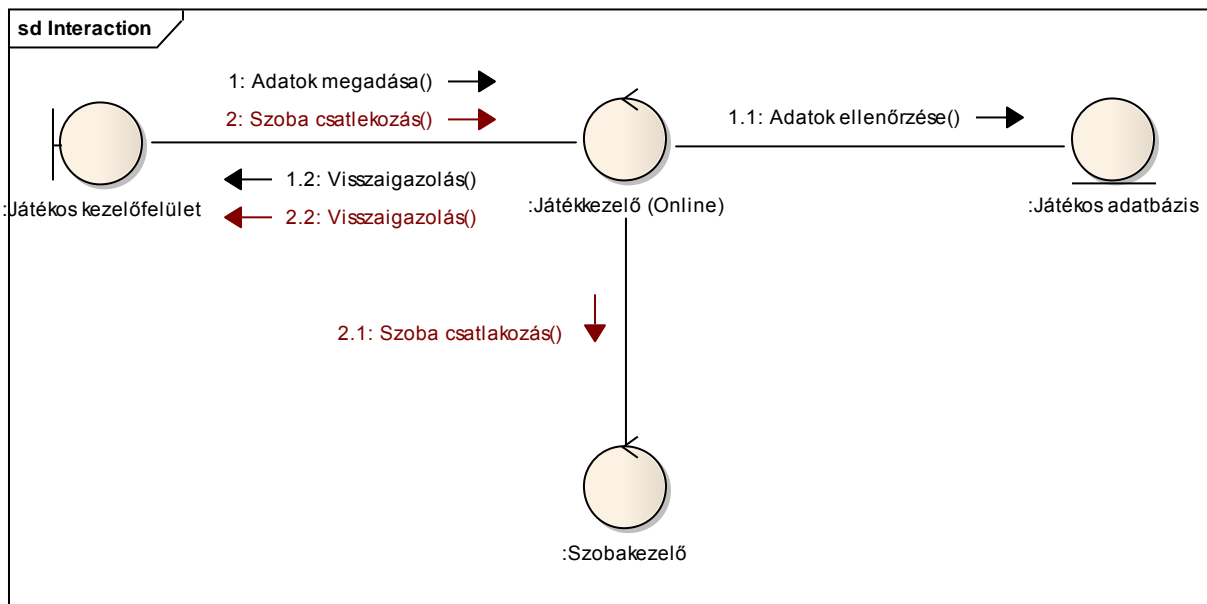 sd Interaction
1: Adatok megadása()
2: Szoba csatlekozás()
1.1: Adatok ellenőrzése()
1.2: Visszaigazolás()
2.2: Visszaigazolás()
:Játékos kezelőfelület
:Játékkezelő (Online)
:Játékos adatbázis
2.1: Szoba csatlakozás()
:Szobakezelő